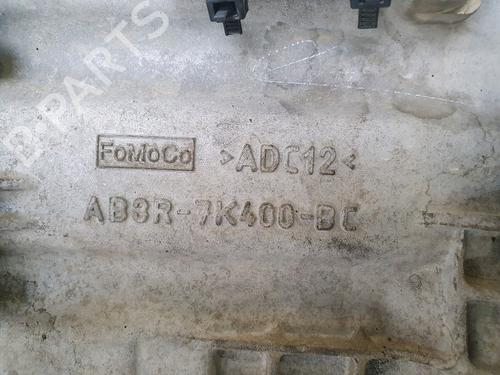 B-PARTS
FoMoCo >ADC12<
AB3R-7K400-BC